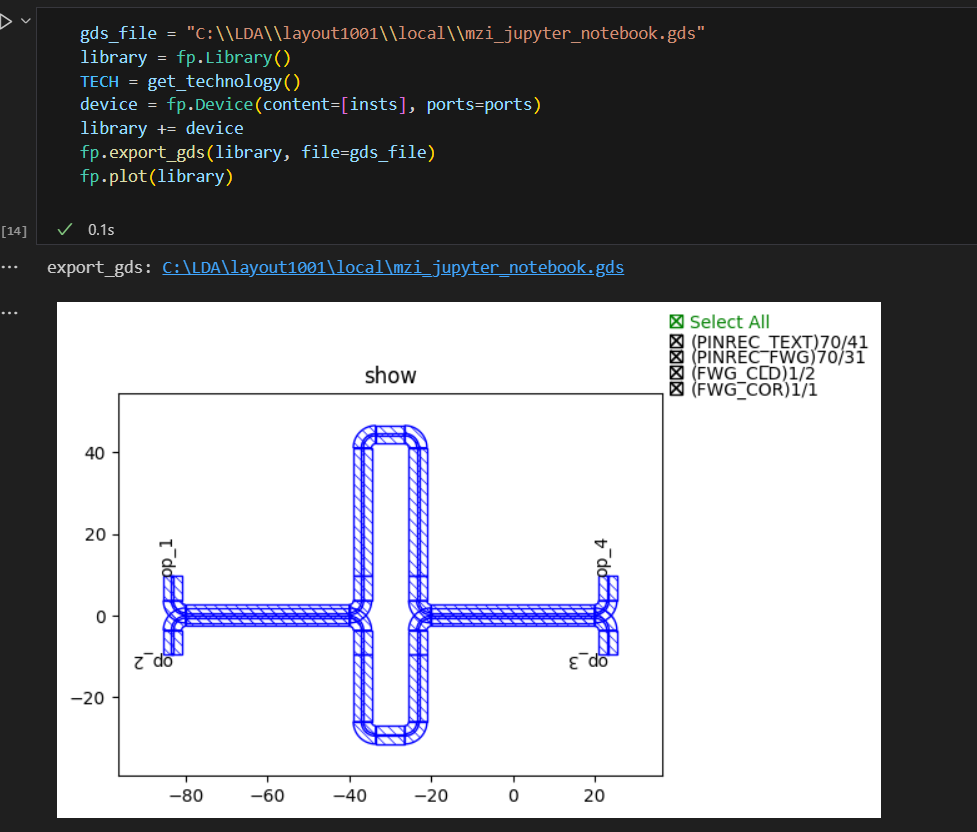 gds_file = "C:\\LDA\\layout1001\\local\\mzi_jupyter_notebook.gds"
library = fp.Library()
TECH = get_technology()
device = fp.Device(content=[insts], ports=ports)
library += device
fp.export_gds(library, file=gds_file)
fp.plot(library)
[14]
0.1s
export_gds: C:\LDA\layout1001\local\mzi_jupyter_notebook.gds
Select All
(PINREC_TEXT)70/41
(PINREC_FWG)70/31
(FWG_CLD)1/2
(FWG_COR)1/1
show
40
20
0
−20
op_1
op_4
op_2
op_3
−80
−60
−40
−20
0
20